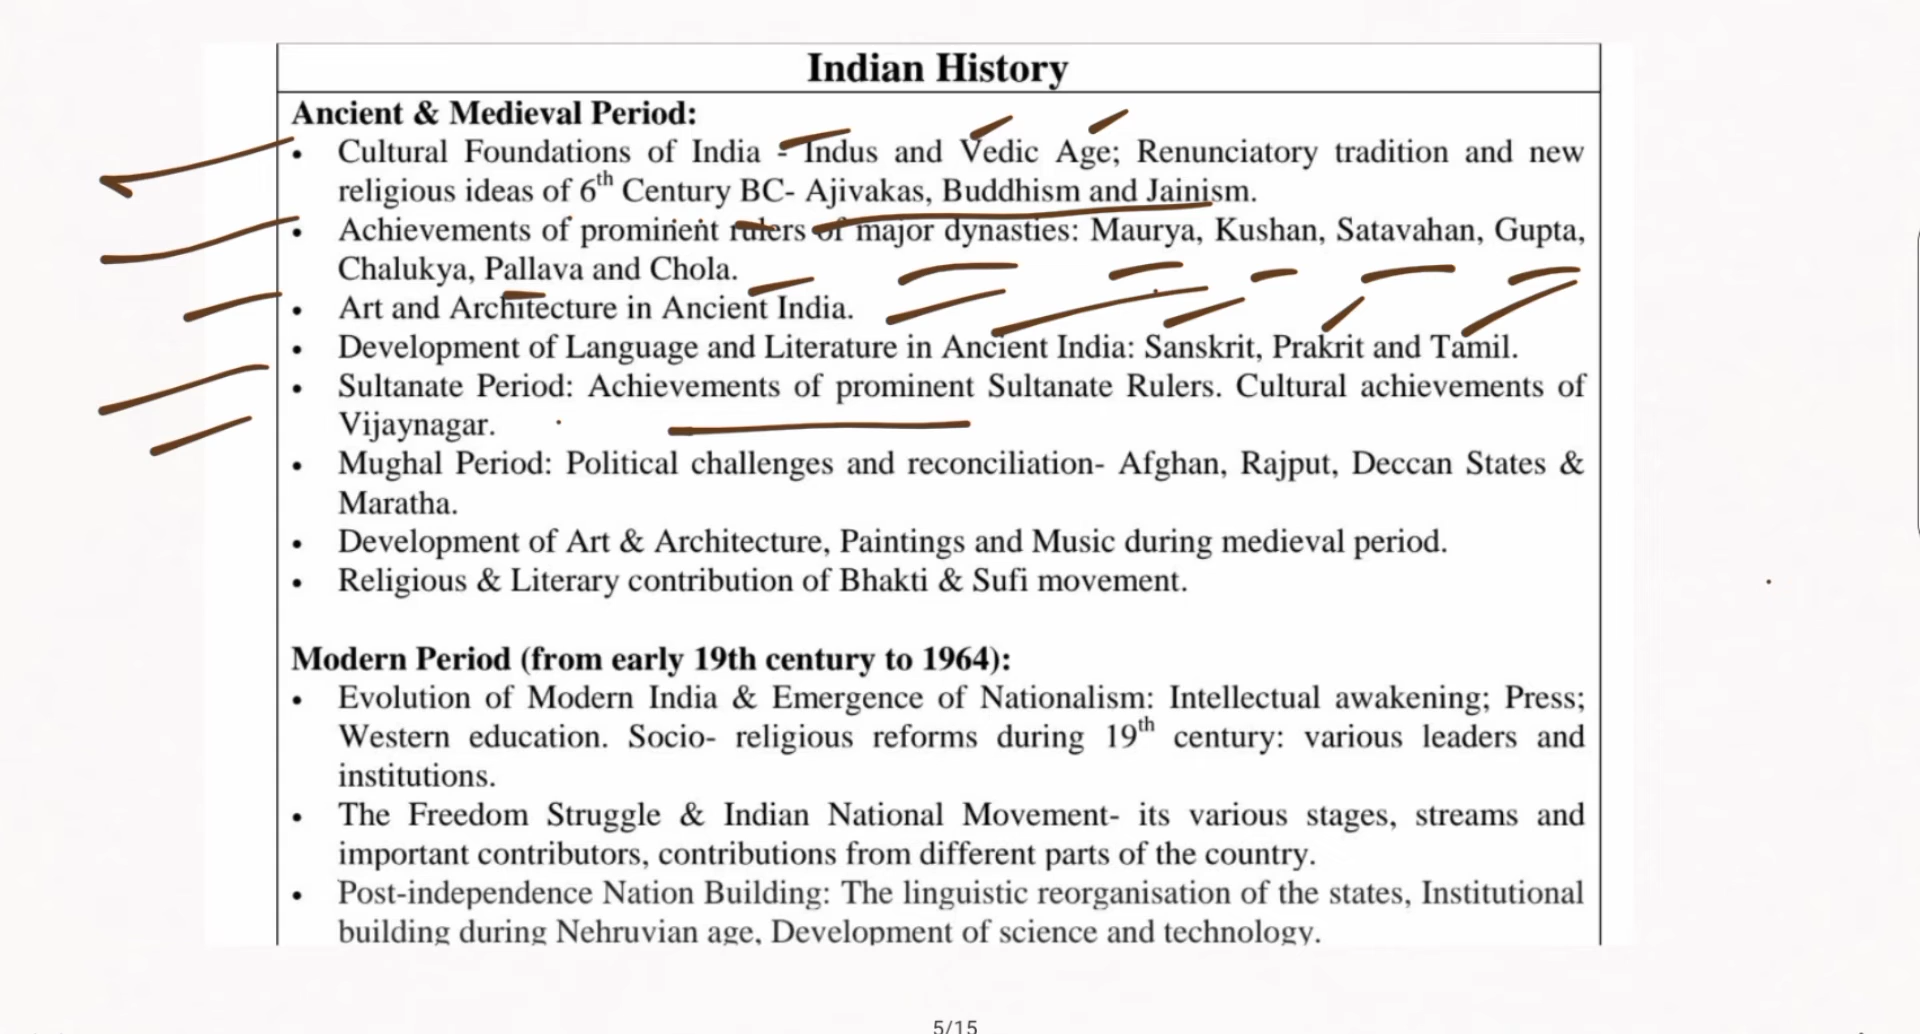 Indian History
Ancient & Medieval Period:
• Cultural Foundations of India - Indus and Vedic Age; Renunciatory tradition and new
religious ideas of 6th Century BC- Ajivakas, Buddhism and Jainism.
• Achievements of prominent rulers of major dynasties: Maurya, Kushan, Satavahan, Gupta,
Chalukya, Pallava and Chola.
• Art and Architecture in Ancient India.
• Development of Language and Literature in Ancient India: Sanskrit, Prakrit and Tamil.
• Sultanate Period: Achievements of prominent Sultanate Rulers. Cultural achievements of
Vijaynagar.
• Mughal Period: Political challenges and reconciliation- Afghan, Rajput, Deccan States &
Maratha.
• Development of Art & Architecture, Paintings and Music during medieval period.
• Religious & Literary contribution of Bhakti & Sufi movement.
Modern Period (from early 19th century to 1964):
• Evolution of Modern India & Emergence of Nationalism: Intellectual awakening; Press;
Western education. Socio- religious reforms during 19th century: various leaders and
institutions.
• The Freedom Struggle & Indian National Movement- its various stages, streams and
important contributors, contributions from different parts of the country.
• Post-independence Nation Building: The linguistic reorganisation of the states, Institutional
building during Nehruvian age, Development of science and technology.
5/15